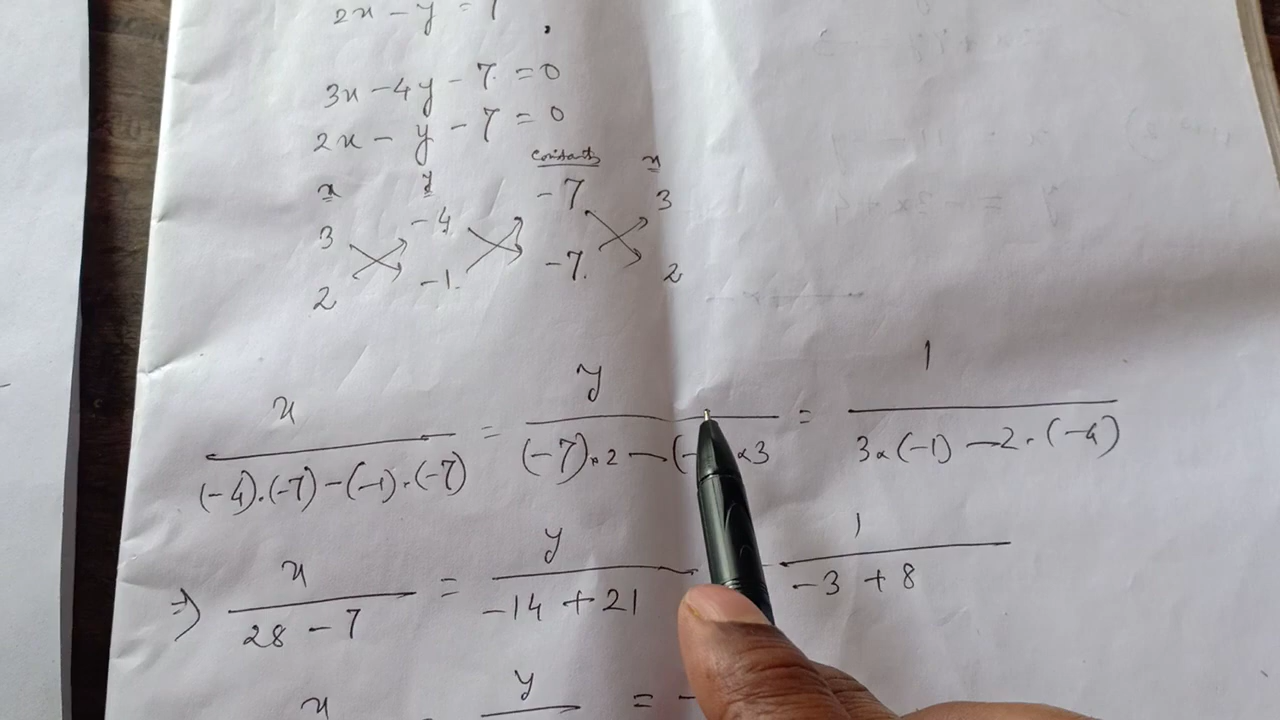 2x - y = 7
3x - 4y - 7 = 0
2x - y - 7 = 0
x y constants x
3 -4 -7 3
2 -1 -7 2
x / (-4).(-7) - (-1).(-7) = y / (-7)×2 - (- ×3 = 1 / 3×(-1) - 2.(-4)
⇒ x / 28 - 7 = y / -14 + 21 1 / -3 + 8
x y =